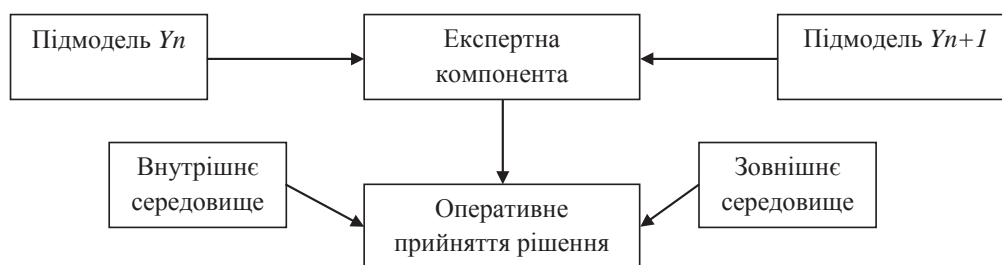 Підмодель Yn
Експертна
компонента
Підмодель Yn+1
Внутрішнє
середовище
Оперативне
прийняття рішення
Зовнішнє
середовище